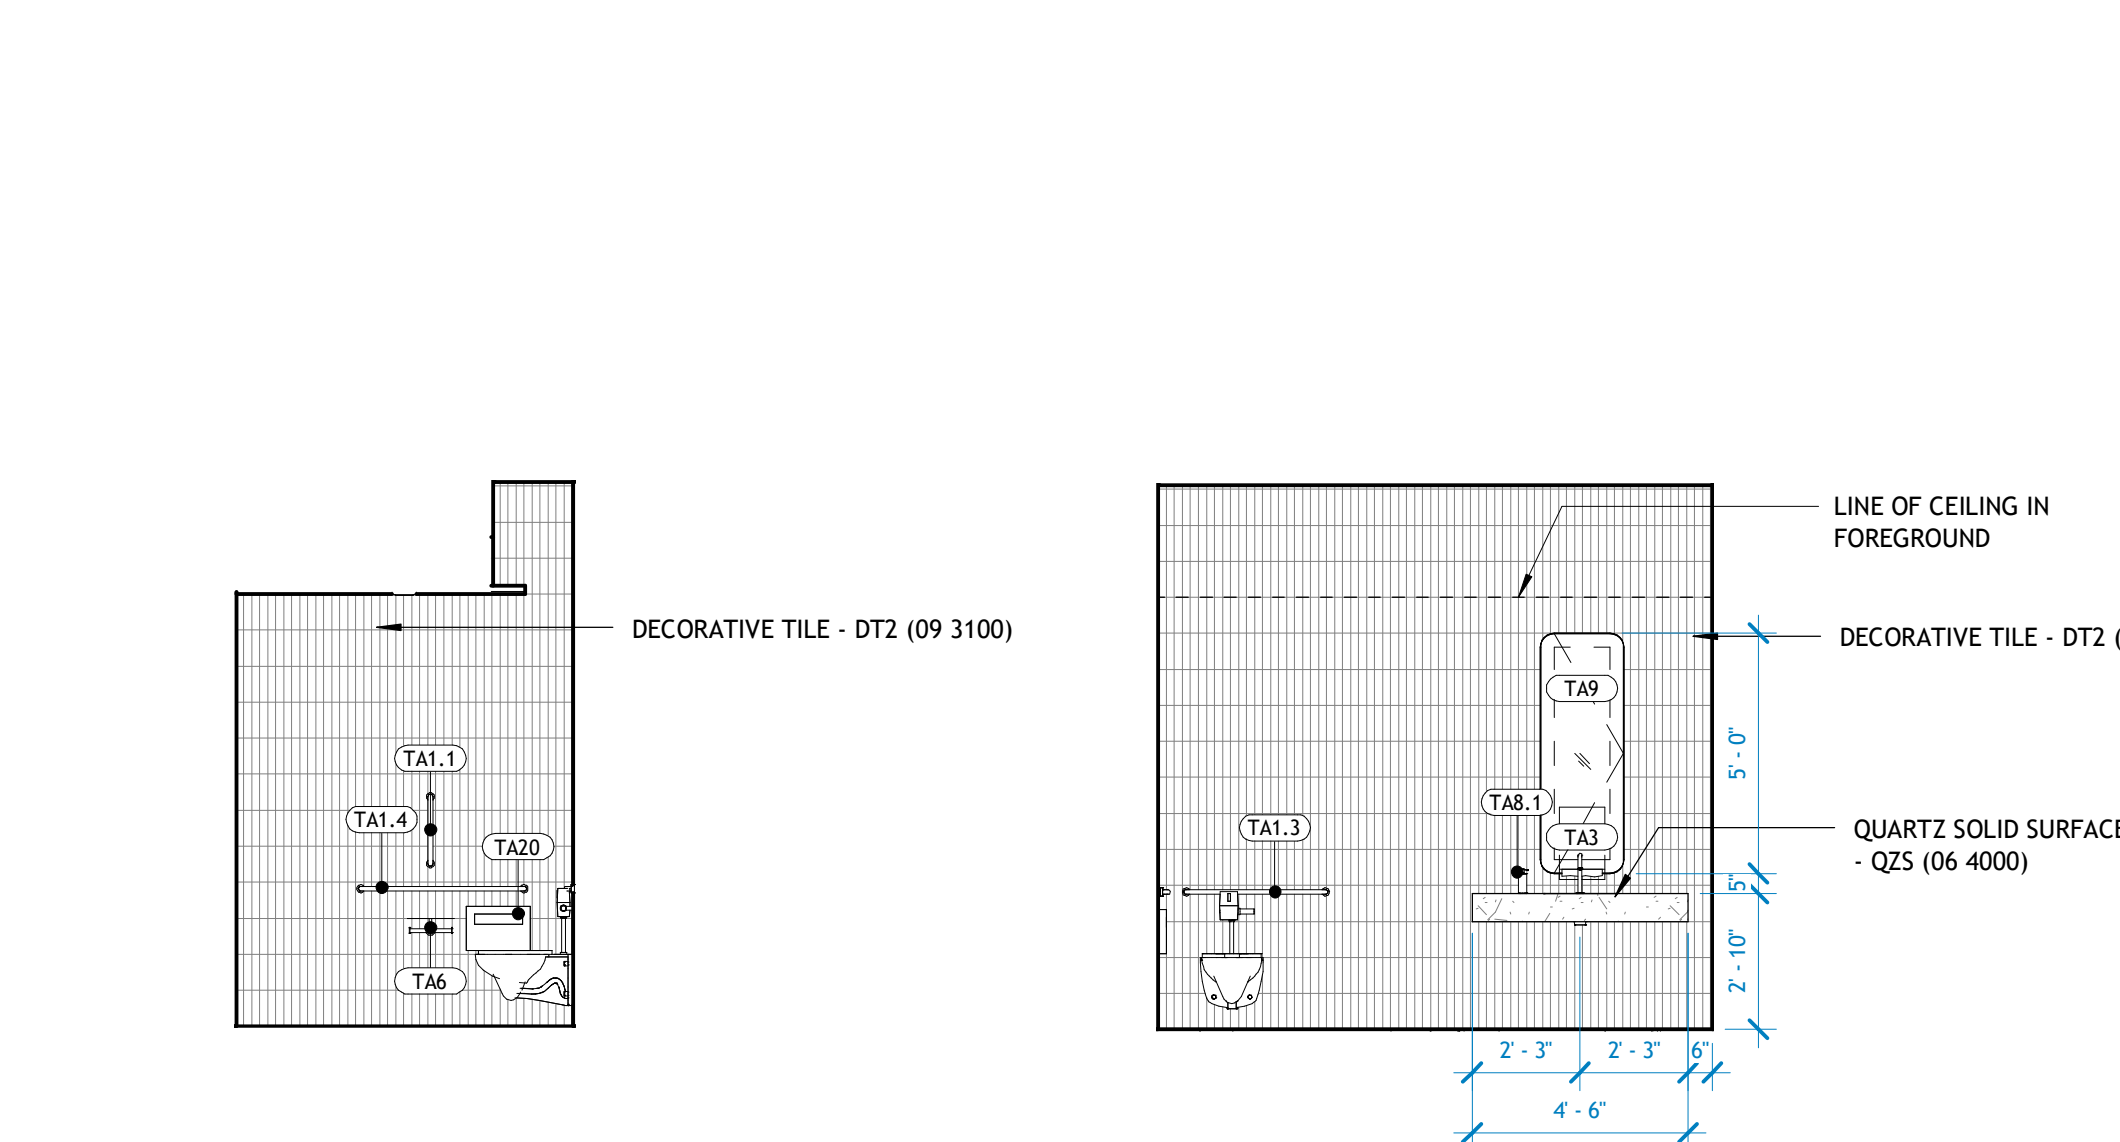 DECORATIVE TILE - DT2 (09 3100)
TA1.1
TA1.4
TA20
TA6
LINE OF CEILING IN
FOREGROUND
DECORATIVE TILE - DT2 (
TA9
5' - 0"
TA8.1
TA1.3
TA3
QUARTZ SOLID SURFACE
- QZS (06 4000)
5"
2' - 10"
2' - 3"
2' - 3"
6"
4' - 6"